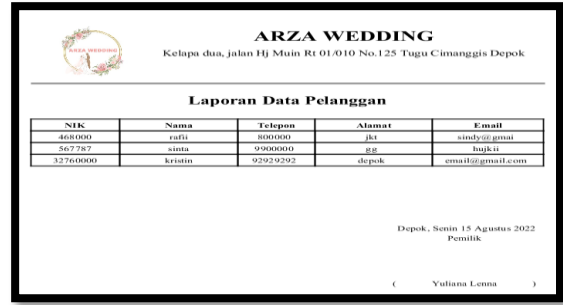 ARZA WEDDING
ARZA WEDDING
Kelapa dua, jalan Hj Muin Rt 01/010 No.125 Tugu Cimanggis Depok
Laporan Data Pelanggan
NIK Nama Telepon Alamat Email
468000 rafii 800000 jkt sindy@gmai
567787 sinta 9900000 gg hujkii
32760000 kristin 92929292 depok email@gmail.com
Depok, Senin 15 Agustus 2022
Pemilik
( Yuliana Lenna )